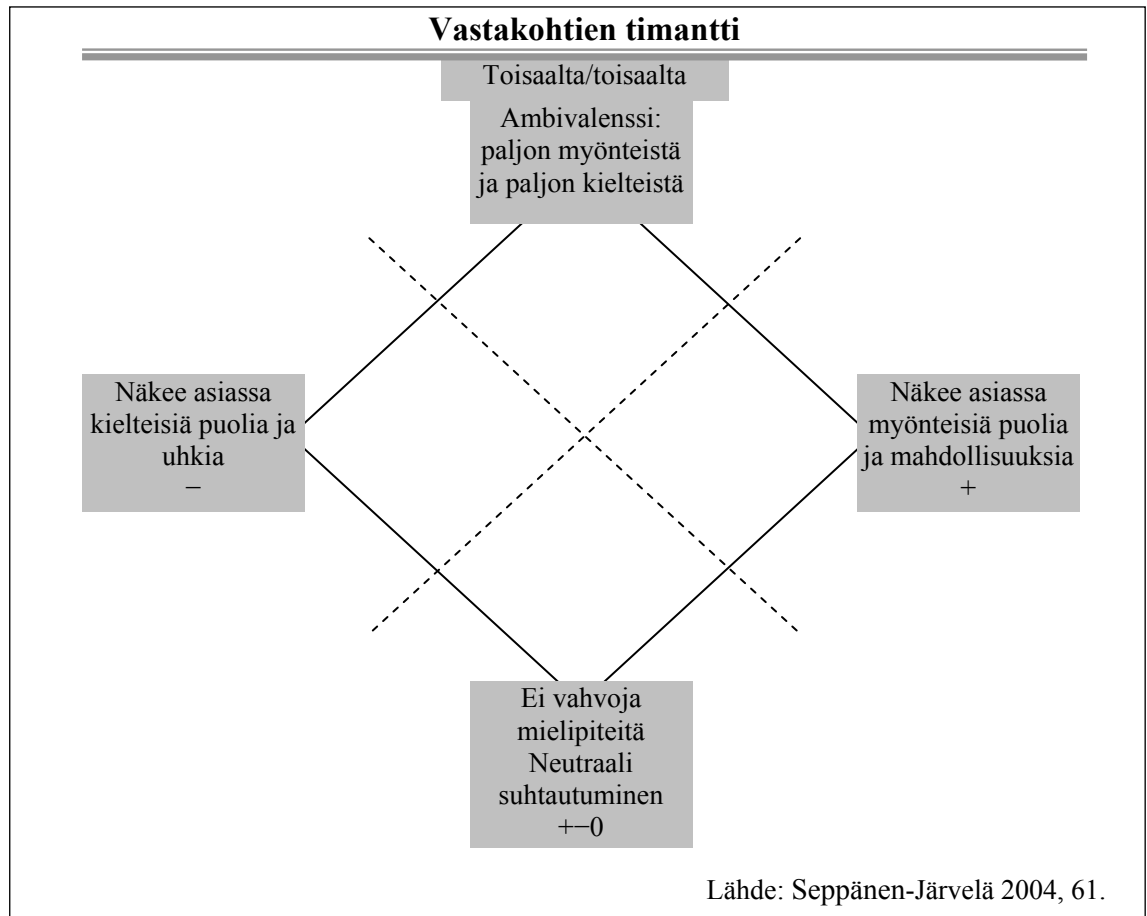 Vastakohtien timantti
Toisaalta/toisaalta
Ambivalenssi:
paljon myönteistä
ja paljon kielteistä
Näkee asiassa
kielteisiä puolia ja
uhkia
−
Näkee asiassa
myönteisiä puolia
ja mahdollisuuksia
+
Ei vahvoja
mielipiteitä
Neutraali
suhtautuminen
+−0
Lähde: Seppänen-Järvelä 2004, 61.